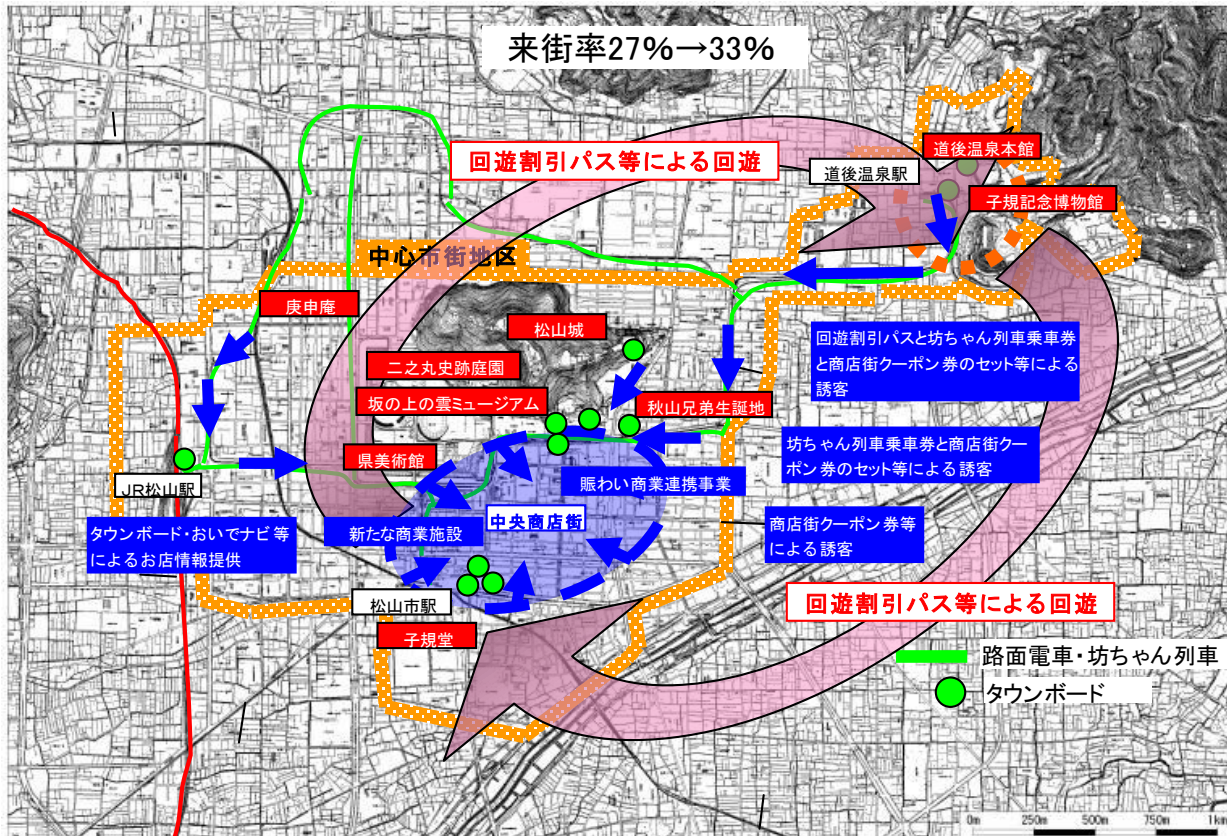 来街率27%→33%
回遊割引パス等による回遊
道後温泉本館
道後温泉駅
子規記念博物館
中心市街地区
庚申庵
松山城
二之丸史跡庭園
坂の上の雲ミュージアム
秋山兄弟生誕地
回遊割引パスと坊ちゃん列車乗車券
と商店街クーポン券のセット等による
誘客
県美術館
坊ちゃん列車乗車券と商店街クー
ポン券のセット等による誘客
JR松山駅
賑わい商業連携事業
タウンボード・おいでナビ等
によるお店情報提供
新たな商業施設
中央商店街
商店街クーポン券等
による誘客
松山市駅
子規堂
回遊割引パス等による回遊
路面電車・坊ちゃん列車
タウンボード
0m 250m 500m 750m 1km